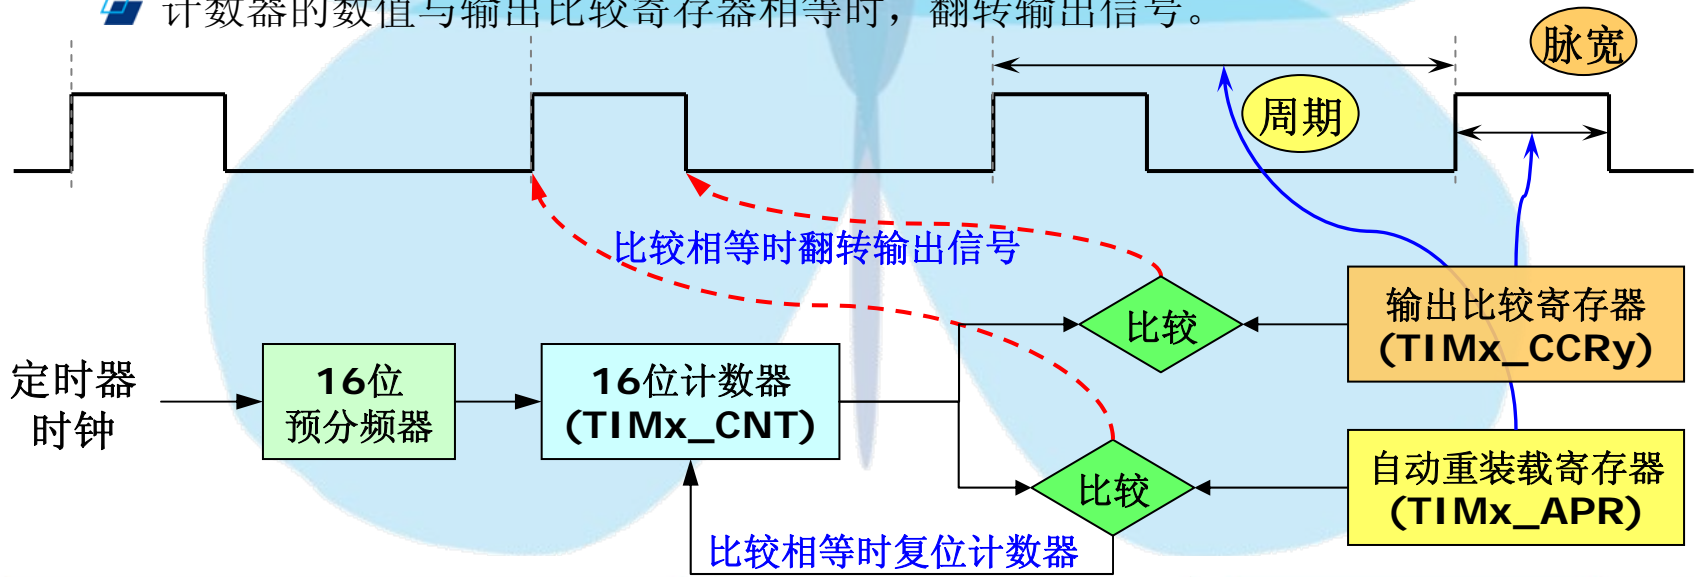 计数器的数值与输出比较寄存器相等时，翻转输出信号。
脉宽
周期
比较相等时翻转输出信号
输出比较寄存器
(TIMx_CCRy)
比较
定时器
时钟
16位
预分频器
16位计数器
(TIMx_CNT)
自动重装载寄存器
(TIMx_APR)
比较
比较相等时复位计数器